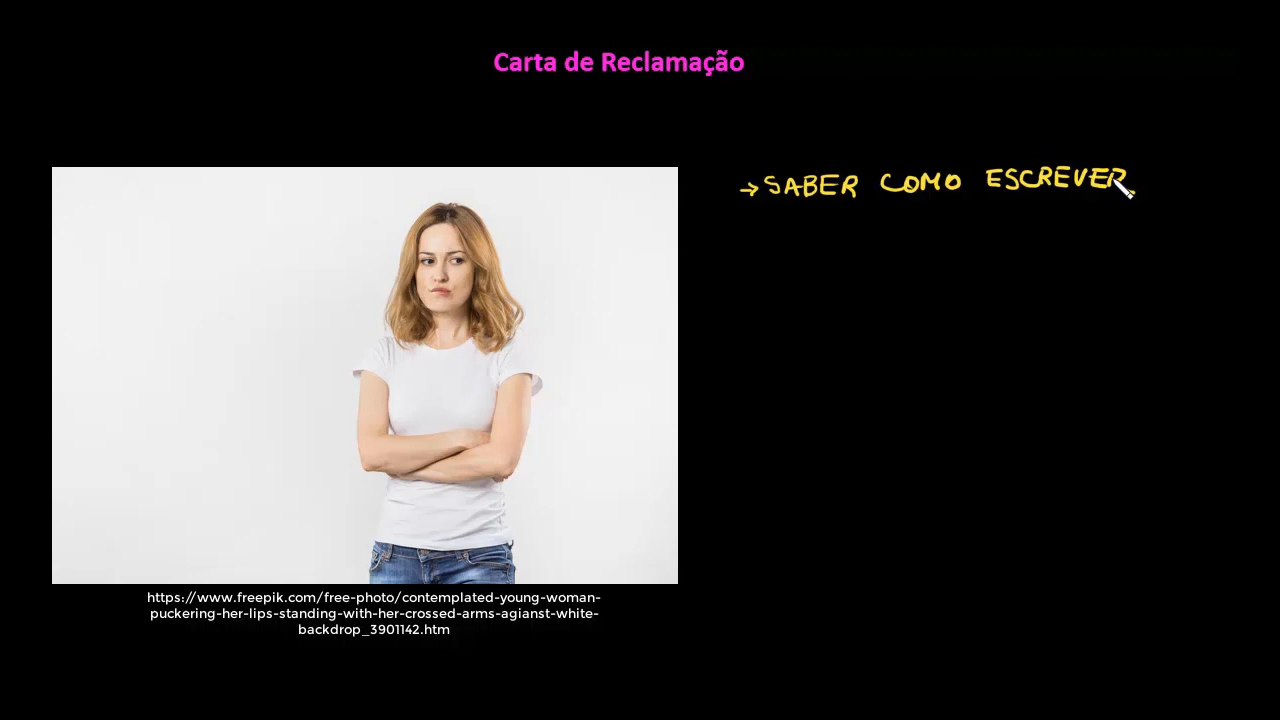 Carta de Reclamação
→ SABER COMO ESCREVER
https://www.freepik.com/free-photo/contemplated-young-woman-
puckering-her-lips-standing-with-her-crossed-arms-agianst-white-
backdrop_3901142.htm